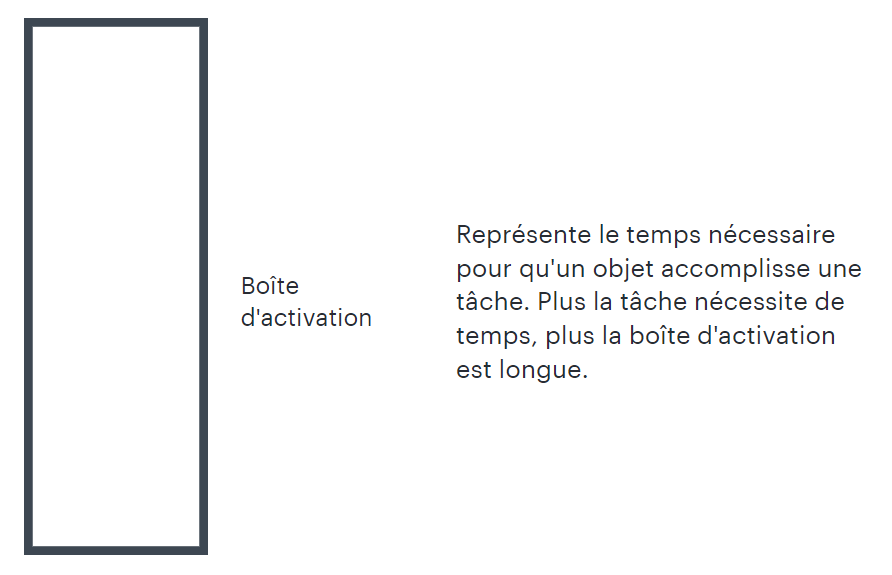 Boîte
d'activation
Représente le temps nécessaire
pour qu'un objet accomplisse une
tâche. Plus la tâche nécessite de
temps, plus la boîte d'activation
est longue.